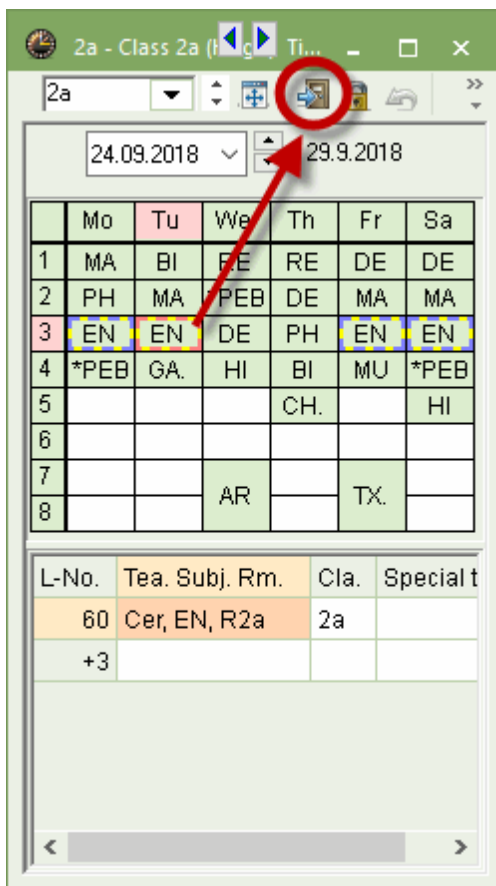 2a - Class 2a Ti...
2a
24.09.2018 29.9.2018
Mo Tu We Th Fr Sa
1 MA BI RE RE DE DE
2 PH MA *PEB DE MA MA
3 EN EN DE PH EN EN
4 *PEB GA. HI BI MU *PEB
5 CH. HI
6
7
AR TX.
8
L-No. Tea. Subj. Rm. Cla. Special t
60 Cer, EN, R2a 2a
+3